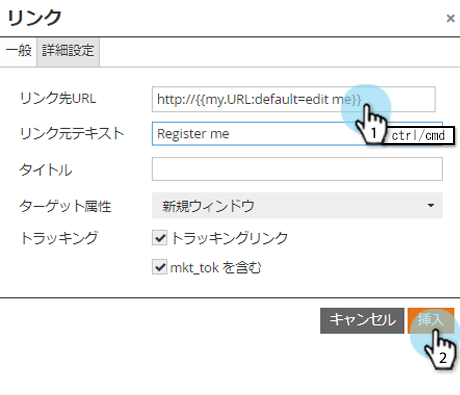 リンク ×
一般 詳細設定
リンク先URL http://{{my.URL:default=edit me}}
1
リンク元テキスト Register me ctrl/cmd
タイトル
ターゲット属性 新規ウィンドウ
トラッキング トラッキングリンク
mkt_tok を含む
キャンセル 挿入
2